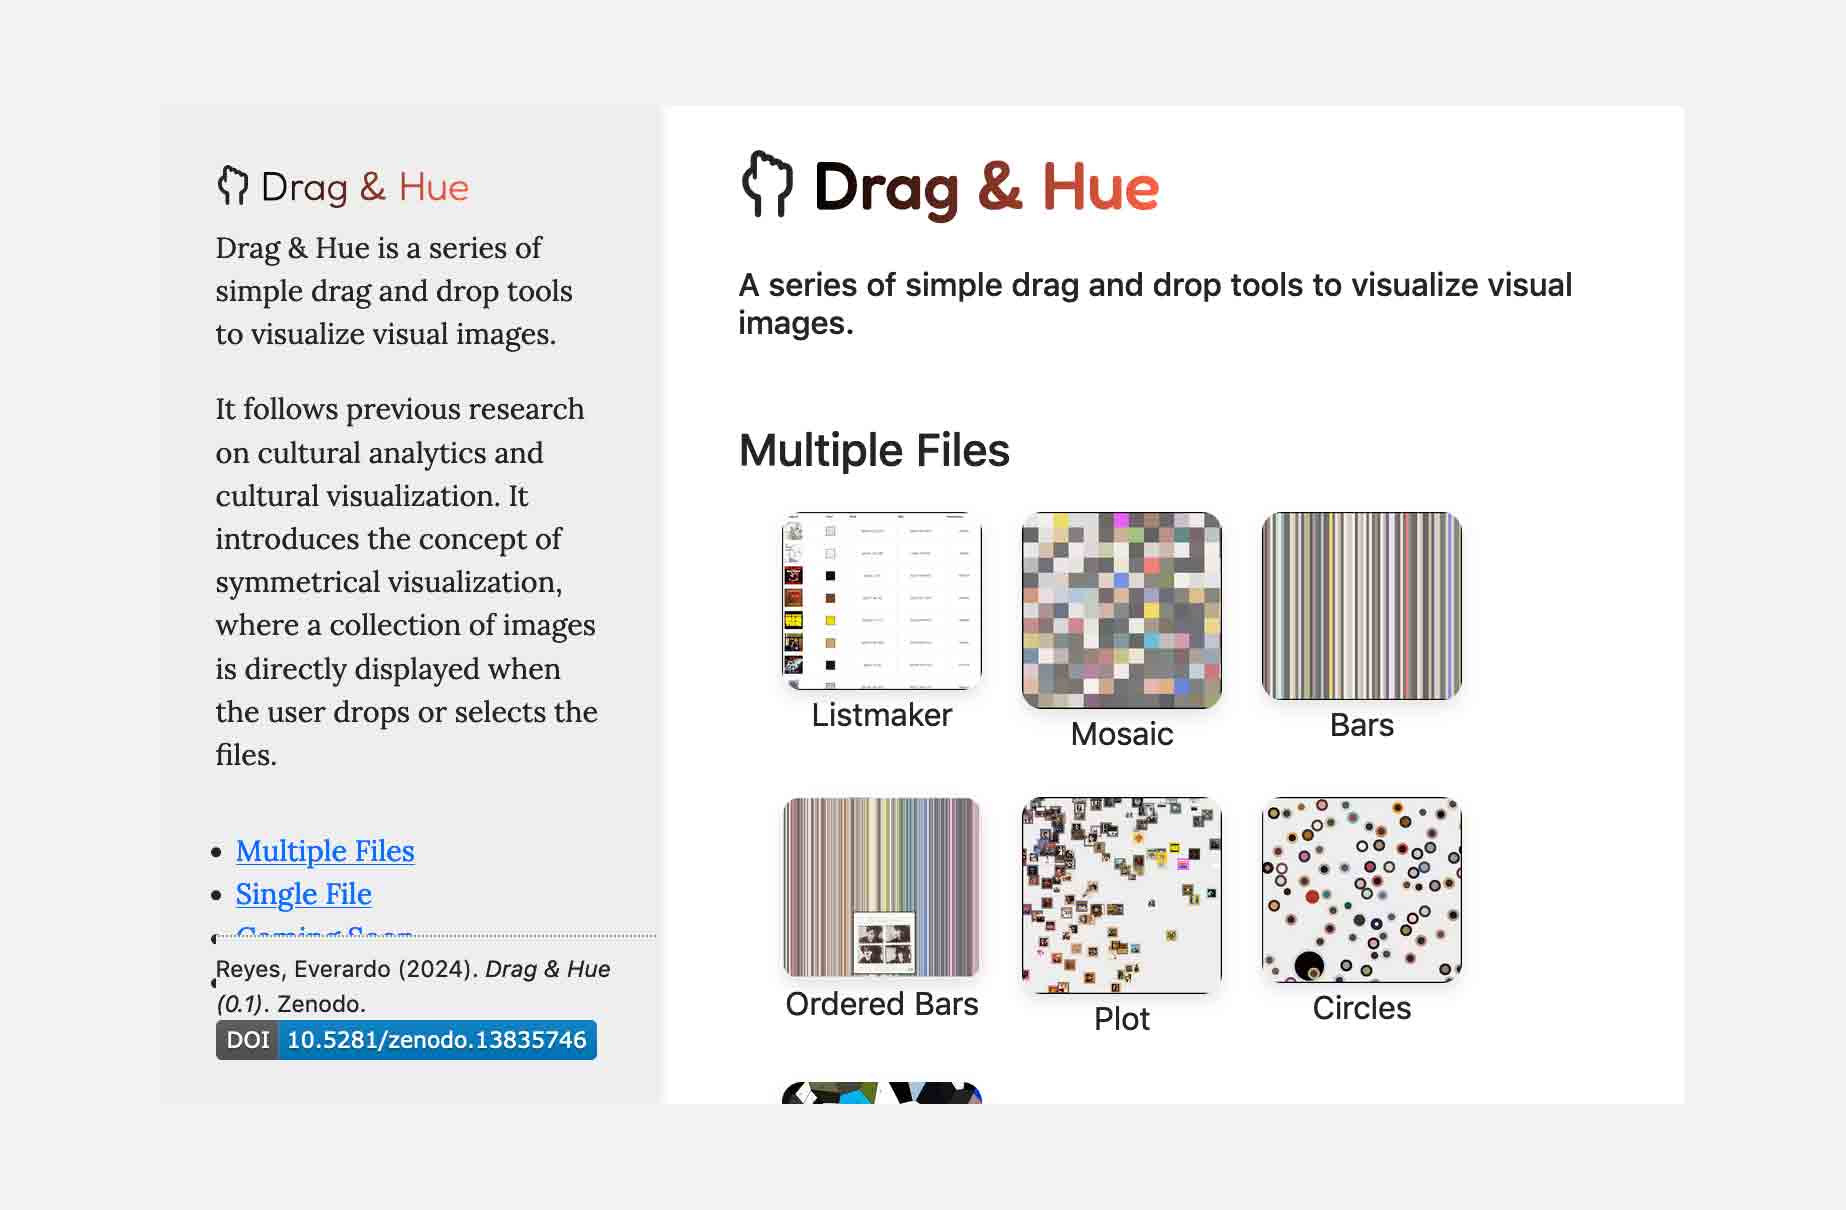 Drag & Hue
Drag & Hue is a series of
simple drag and drop tools
to visualize visual images.
It follows previous research
on cultural analytics and
cultural visualization. It
introduces the concept of
symmetrical visualization,
where a collection of images
is directly displayed when
the user drops or selects the
files.
Multiple Files
Single File
Coming Soon
Reyes, Everardo (2024). Drag & Hue
(0.1). Zenodo.
DOI 10.5281/zenodo.13835746
Drag & Hue
A series of simple drag and drop tools to visualize visual
images.
Multiple Files
Listmaker
Mosaic
Bars
Ordered Bars
Plot
Circles